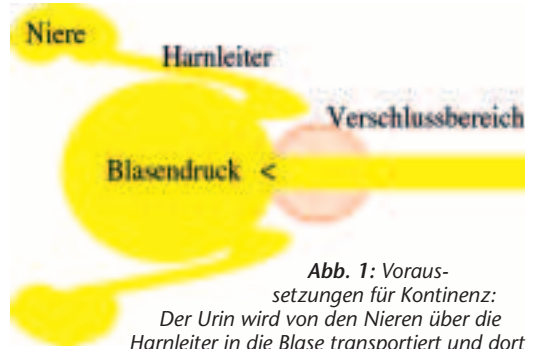 Niere
Harnleiter
Verschlussbereich
Blasendruck <
Abb. 1: Voraus-
setzungen für Kontinenz:
Der Urin wird von den Nieren über die
Harnleiter in die Blase transportiert und dort